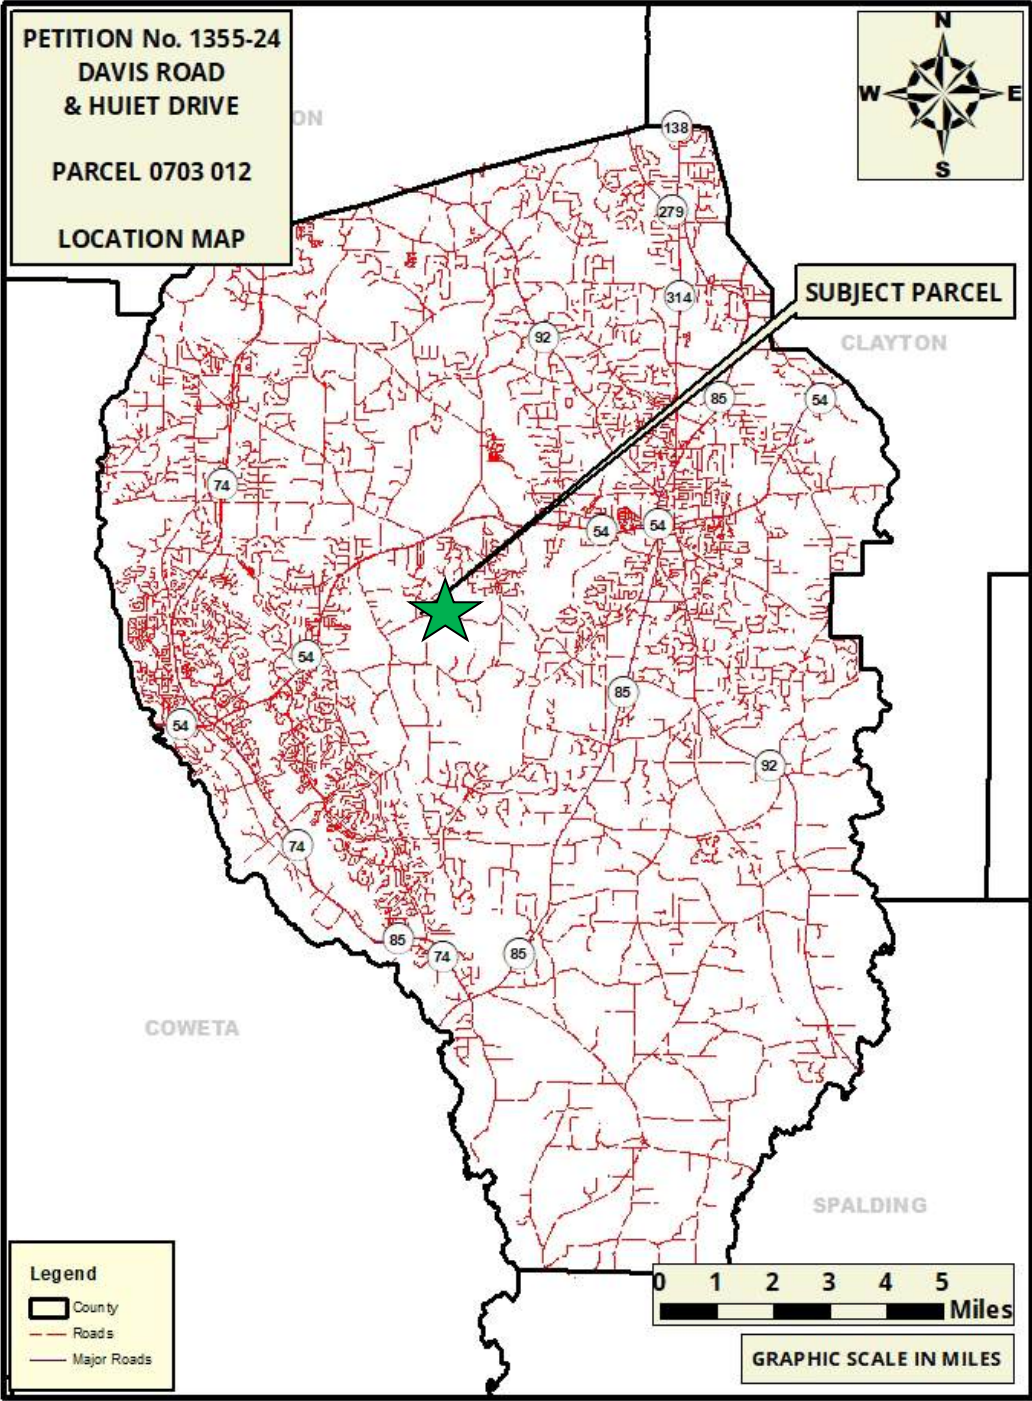 PETITION No. 1355-24
DAVIS ROAD
& HUIET DRIVE
PARCEL 0703 012
LOCATION MAP
ON
N
W
E
S
138
279
314
SUBJECT PARCEL
92
CLAYTON
85
54
74
54
54
54
85
54
92
74
85
74
85
COWETA
SPALDING
Legend
County
Roads
Major Roads
0 1 2 3 4 5
Miles
GRAPHIC SCALE IN MILES